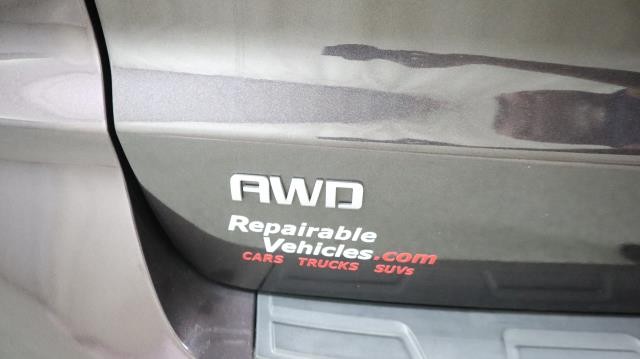 AWD
Repairable
Vehicles.com
CARS TRUCKS SUVs